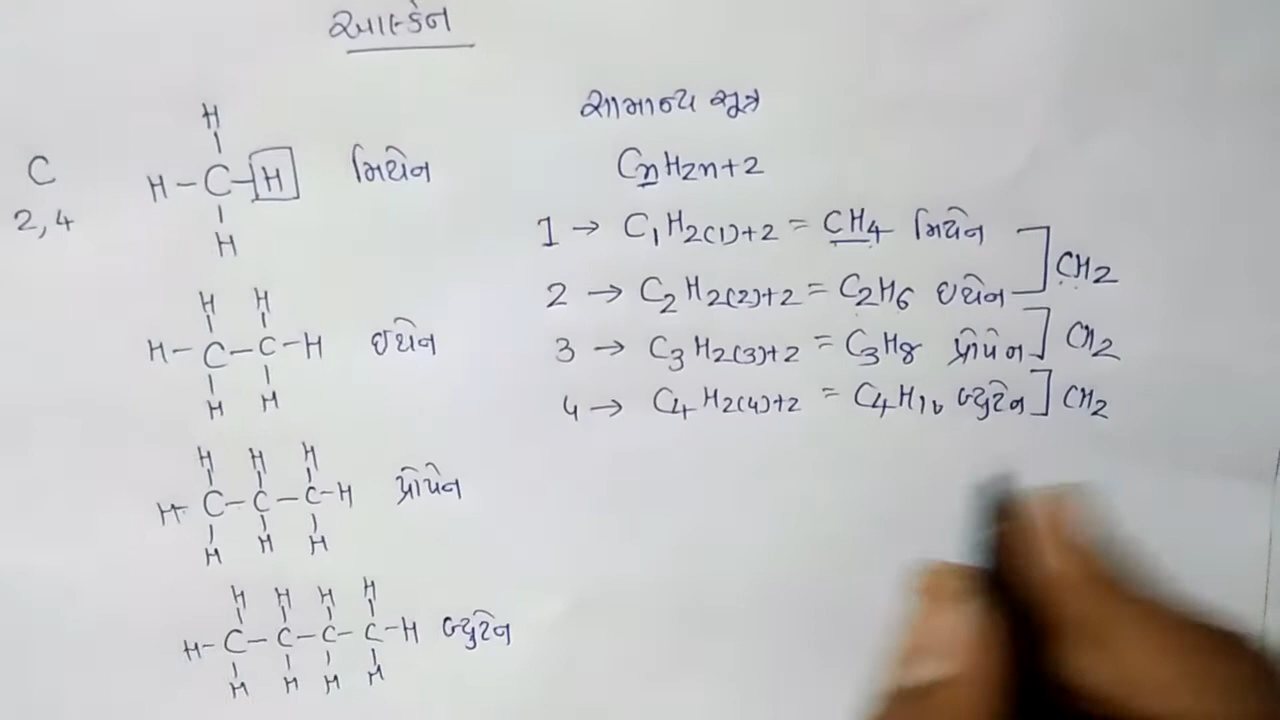 આલ્કેન
H
H-C-H મિથેન
H
C
2,4
H H
H-C-C-H ઇથેન
H H
H H H
H-C-C-C-H પ્રોપેન
H H H
H H H H
H-C-C-C-C-H બ્યુટેન
H H H H
સામાન્ય સૂત્ર
CnH2n+2
1 → C1H2(1)+2 = CH4 મિથેન
2 → C2H2(2)+2 = C2H6 ઇથેન
CH2
3 → C3H2(3)+2 = C3H8 પ્રોપેન CH2
4 → C4H2(4)+2 = C4H10 બ્યુટેન CH2